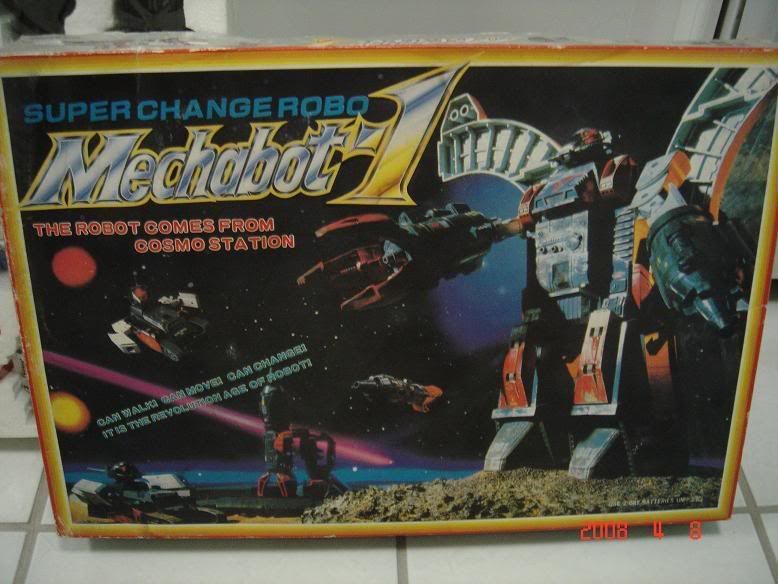 SUPER CHANGE ROBO
Mechabot-1
THE ROBOT COMES FROM
COSMO STATION
CAN WALK! CAN MOVE! CAN CHANGE!
IT IS THE REVOLUTION AGE OF ROBOT!
BATTERIES
2008 4 8